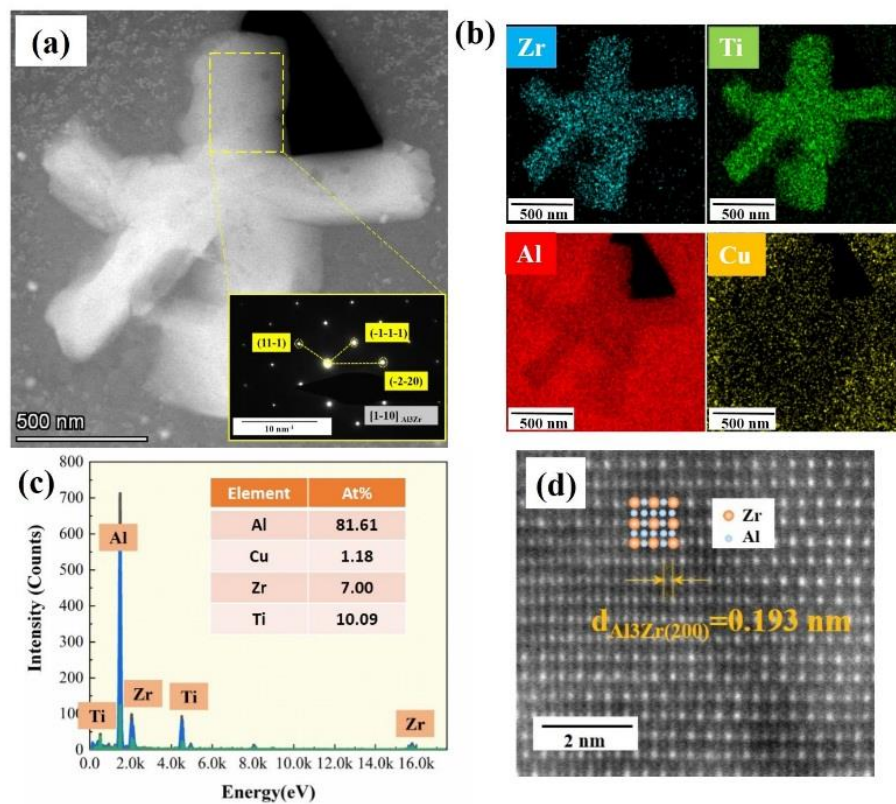 (a)
(11-1)
(-1-1-1)
(-2-20)
[1-10]Al3Zr
10 nm-1
500 nm
(b)
Zr
Ti
500 nm
500 nm
Al
Cu
500 nm
500 nm
(c)
800
700
600
500
400
300
200
100
0
Intensity (Counts)
0.0 2.0k 4.0k 6.0k 8.0k 10.0k 12.0k 14.0k 16.0k
Energy(eV)
Ti
Al
Zr
Ti
Zr
Element At%
Al 81.61
Cu 1.18
Zr 7.00
Ti 10.09
(d)
Zr
Al
dAl3Zr(200)=0.193 nm
2 nm